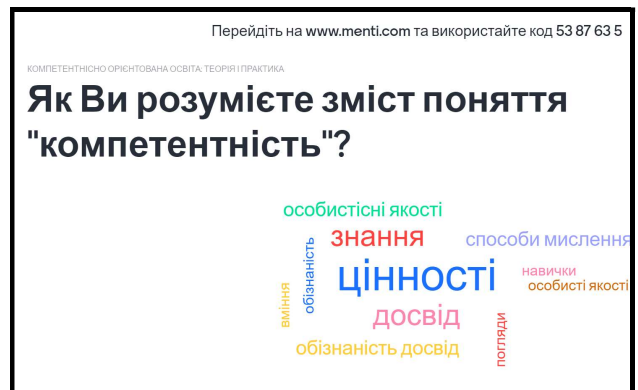 Перейдіть на www.menti.com та використайте код 53 87 63 5
КОМПЕТЕНТНІСНО ОРІЄНТОВАНА ОСВІТА: ТЕОРІЯ І ПРАКТИКА
Як Ви розумієте зміст поняття
"компетентність"?
особистісні якості
знання
способи мислення
обізнаність
цінності
навички
особисті якості
вміння
досвід
погляди
обізнаність досвід